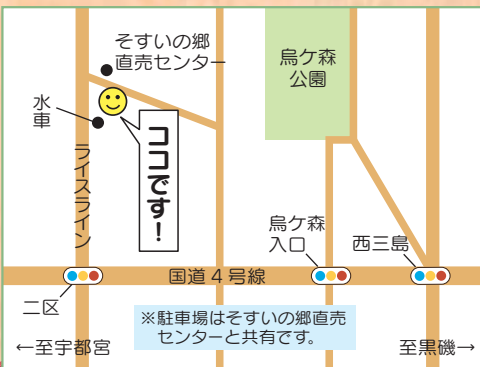 そすいの郷
直売センター
烏ケ森
公園
水
車
ココです！
ライスライン
烏ケ森
入口
西三島
国道４号線
二区
※駐車場はそすいの郷直売
センターと共有です。
←至宇都宮
至黒磯→